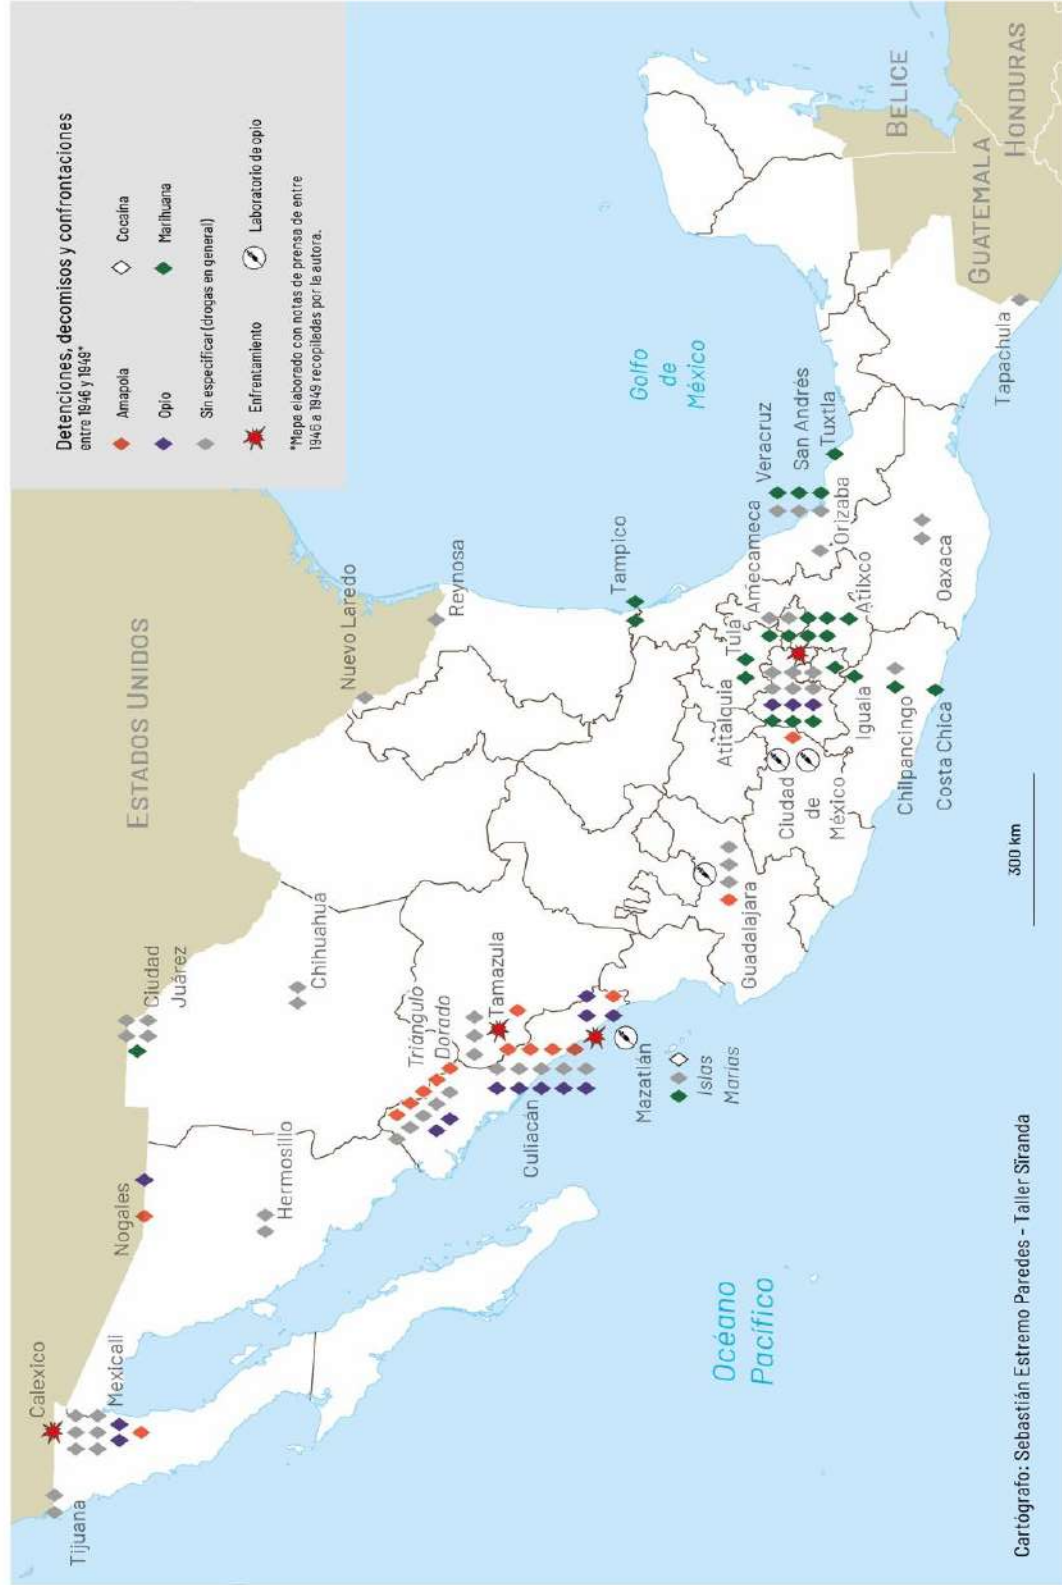 Detenciones, decomisos y confrontaciones
entre 1946 y 1949*
Amapola
Cocaína
Opio
Marihuana
Sin especificar (drogas en general)
Enfrentamiento
Laboratorio de opio
*Mapa elaborado con notas de prensa de entre
1946 a 1949 recopiladas por la autora.
ESTADOS UNIDOS
Calexico
Tijuana
Mexicali
Nogales
Hermosillo
Ciudad
Juárez
Chihuahua
Nuevo Laredo
Reynosa
Triángulo
Dorado
Tamazula
Culiacán
Mazatlán
Islas
Marías
Tampico
Golfo
de
México
Guadalajara
Atitalquia
Tula
Amecameca
Veracruz
San Andrés
Tuxtla
Orizaba
Atlixco
Ciudad
de
México
Iguala
Chilpancingo
Costa Chica
Oaxaca
Tapachula
BELICE
GUATEMALA
HONDURAS
Océano
Pacífico
300 km
Cartógrafo: Sebastián Estremo Paredes - Taller Siranda